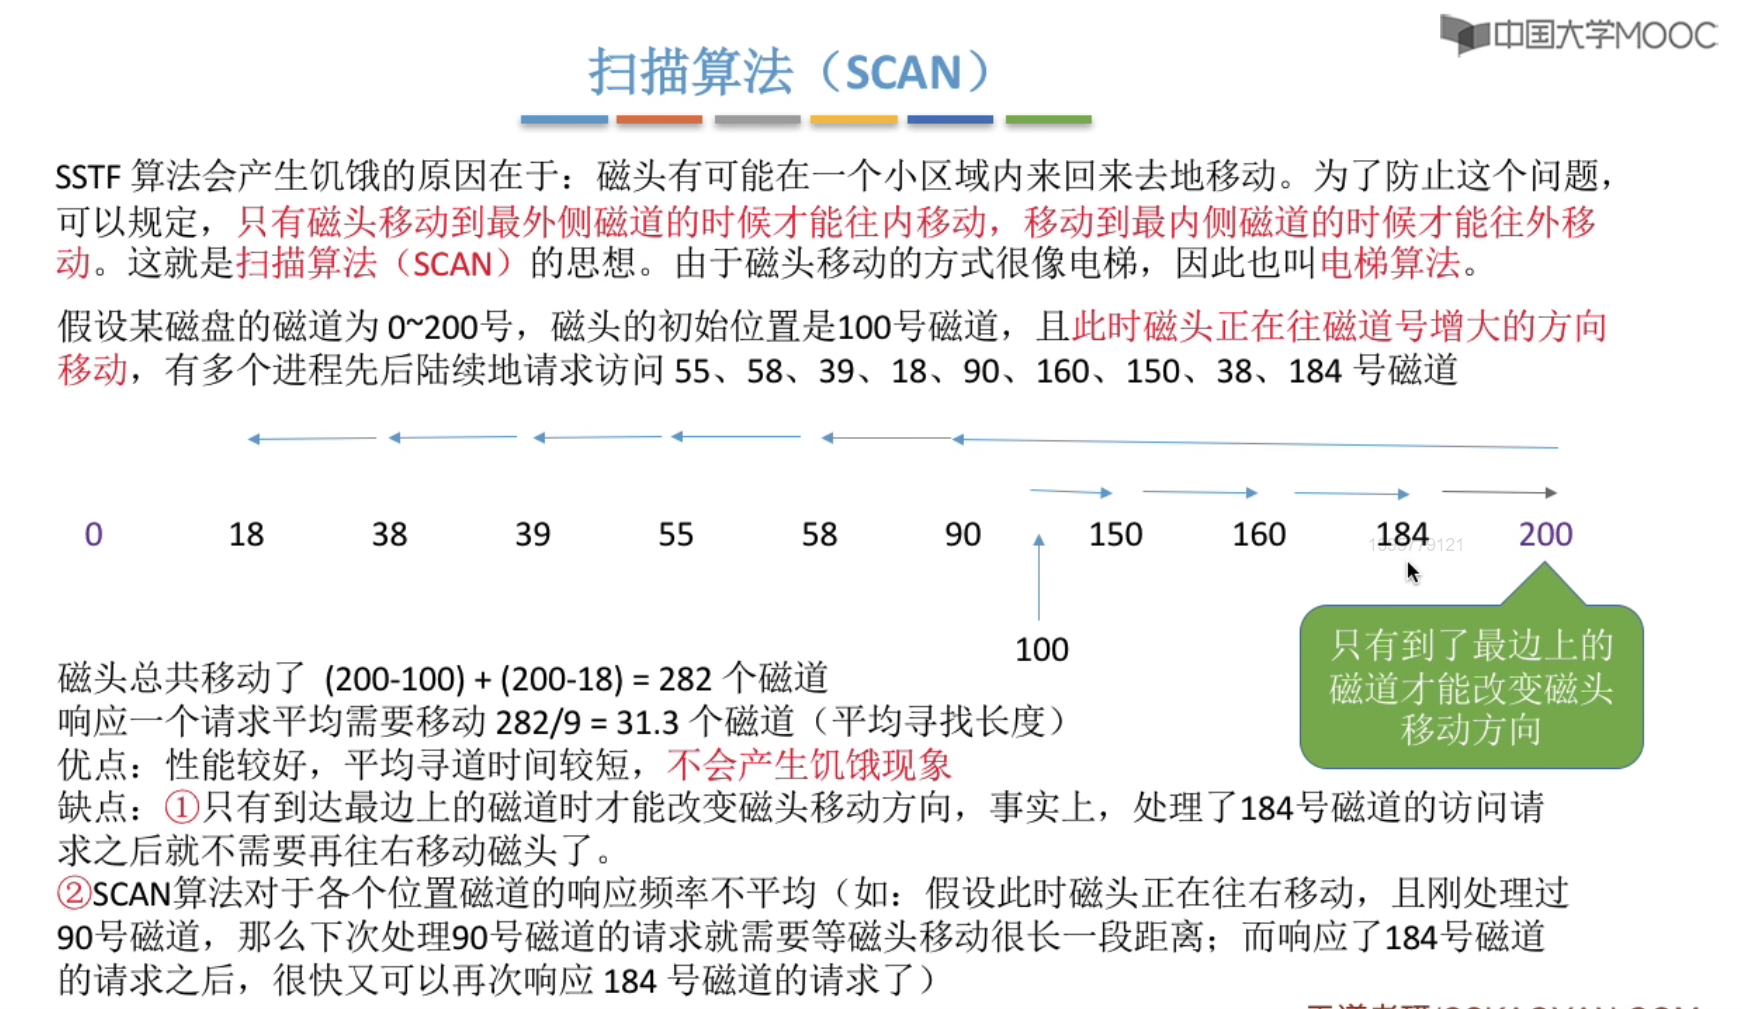 中国大学MOOC
扫描算法（SCAN）
SSTF 算法会产生饥饿的原因在于：磁头有可能在一个小区域内来回来去地移动。为了防止这个问题，
可以规定，只有磁头移动到最外侧磁道的时候才能往内移动，移动到最内侧磁道的时候才能往外移
动。这就是扫描算法（SCAN）的思想。由于磁头移动的方式很像电梯，因此也叫电梯算法。
假设某磁盘的磁道为 0~200号，磁头的初始位置是100号磁道，且此时磁头正在往磁道号增大的方向
移动，有多个进程先后陆续地请求访问 55、58、39、18、90、160、150、38、184 号磁道
0 18 38 39 55 58 90 150 160 184 200
100
只有到了最边上的
磁道才能改变磁头
移动方向
磁头总共移动了 (200-100) + (200-18) = 282 个磁道
响应一个请求平均需要移动 282/9 = 31.3 个磁道（平均寻找长度）
优点：性能较好，平均寻道时间较短，不会产生饥饿现象
缺点：①只有到达最边上的磁道时才能改变磁头移动方向，事实上，处理了184号磁道的访问请
求之后就不需要再往右移动磁头了。
②SCAN算法对于各个位置磁道的响应频率不平均（如：假设此时磁头正在往右移动，且刚处理过
90号磁道，那么下次处理90号磁道的请求就需要等磁头移动很长一段距离；而响应了184号磁道
的请求之后，很快又可以再次响应 184 号磁道的请求了）